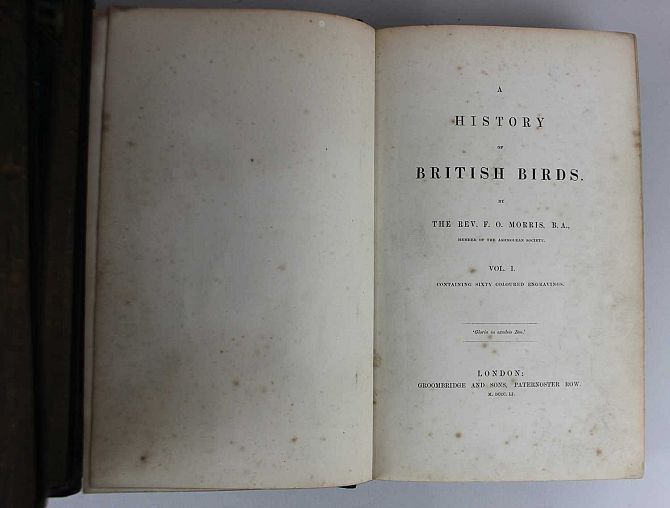 A
HISTORY
OF
BRITISH BIRDS.
BY
THE REV. F. O. MORRIS, B.A.,
MEMBER OF THE ASHMOLEAN SOCIETY.
VOL. I.
CONTAINING SIXTY COLOURED ENGRAVINGS.
'Gloria in excelsis Deo.'
LONDON:
GROOMBRIDGE AND SONS, PATERNOSTER ROW.
M. DCCC. LI.